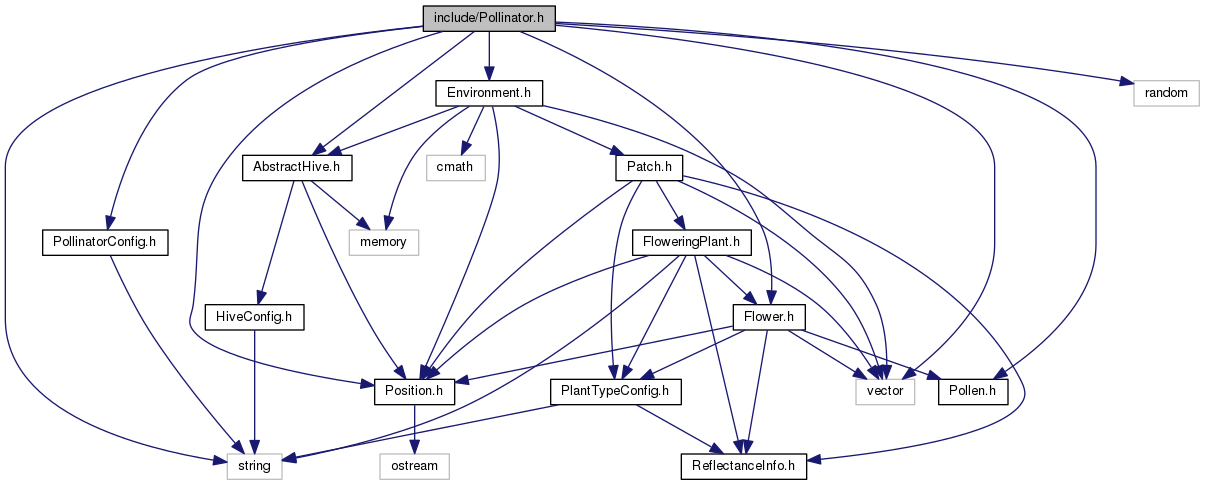 include/Pollinator.h
Environment.h
random
AbstractHive.h
cmath
Patch.h
PollinatorConfig.h
memory
FloweringPlant.h
HiveConfig.h
Flower.h
Position.h
PlantTypeConfig.h
vector
Pollen.h
string
ostream
ReflectanceInfo.h